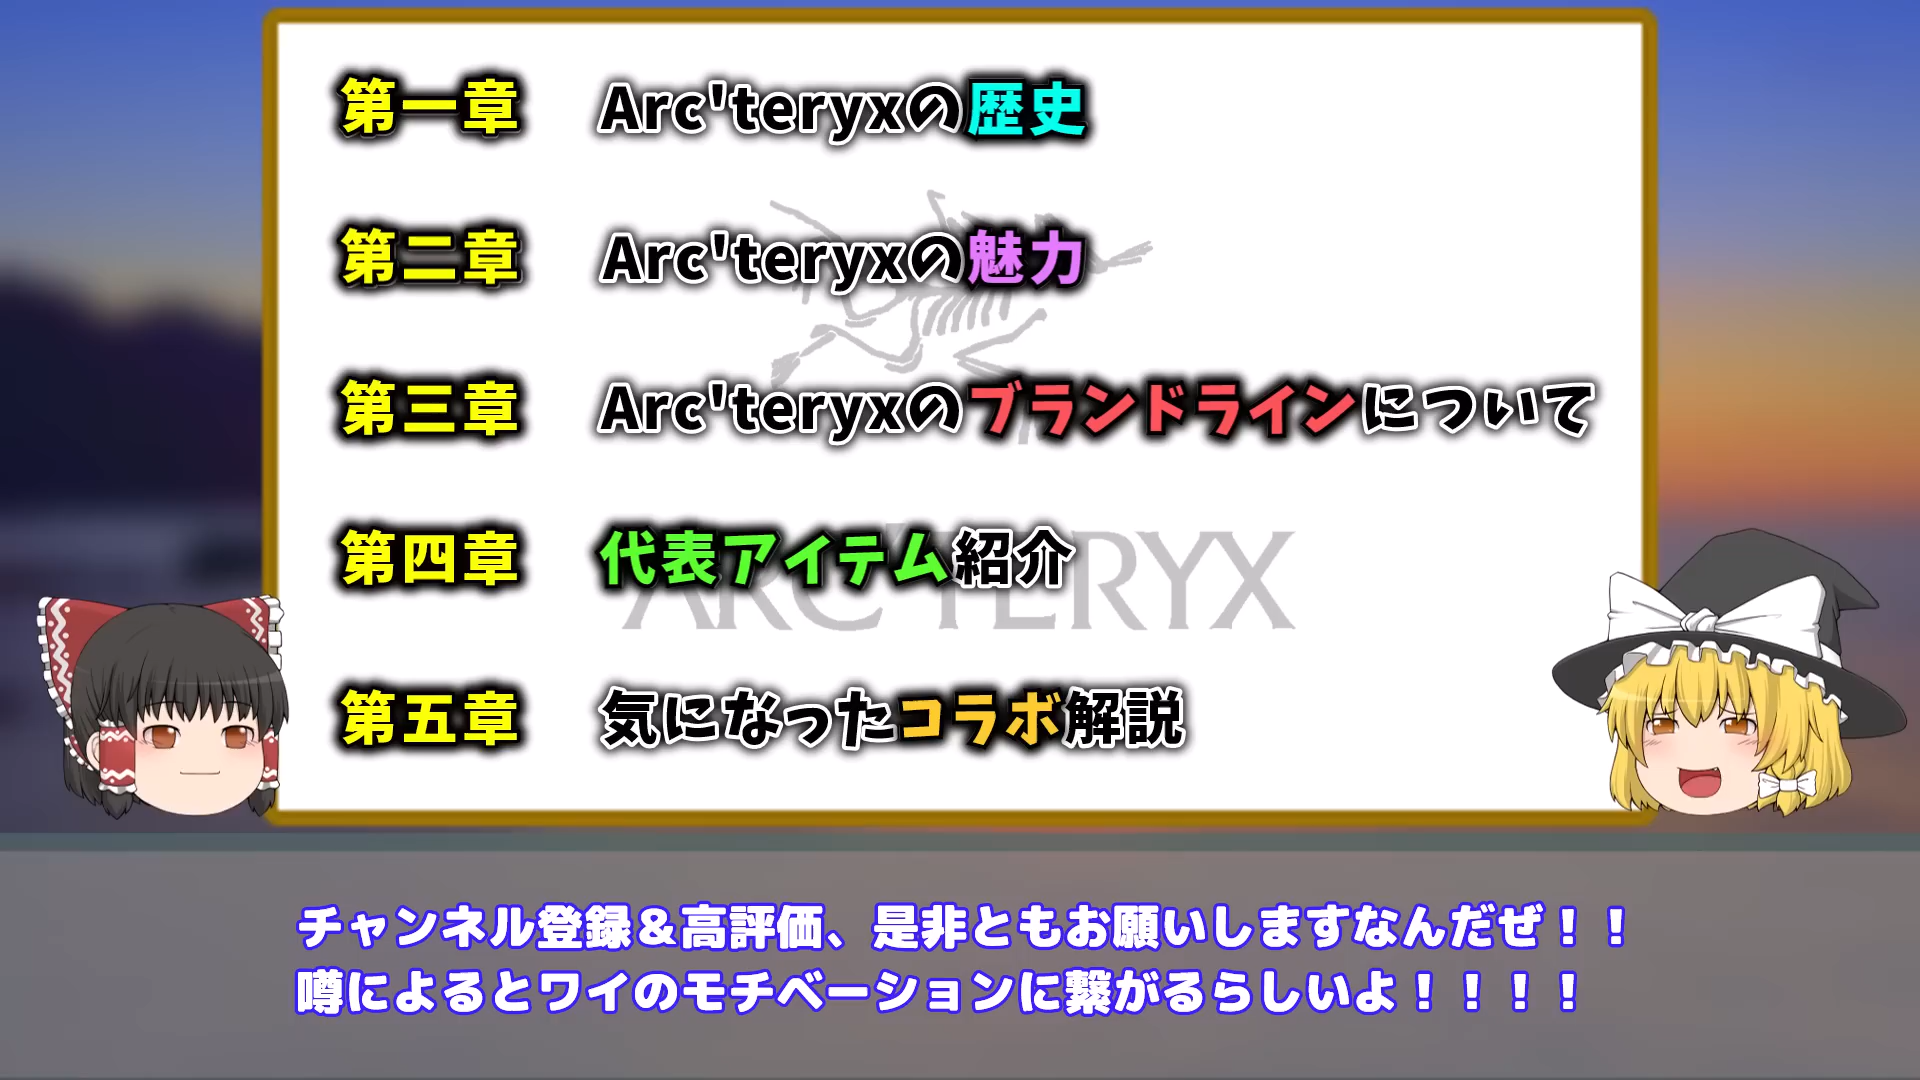 第一章 Arc'teryxの歴史
第二章 Arc'teryxの魅力
第三章 Arc'teryxのブランドラインについて
第四章 代表アイテム紹介
ARC'TERYX
第五章 気になったコラボ解説
チャンネル登録＆高評価、是非ともお願いしますなんだぜ！！
噂によるとワイのモチベーションに繋がるらしいよ！！！！